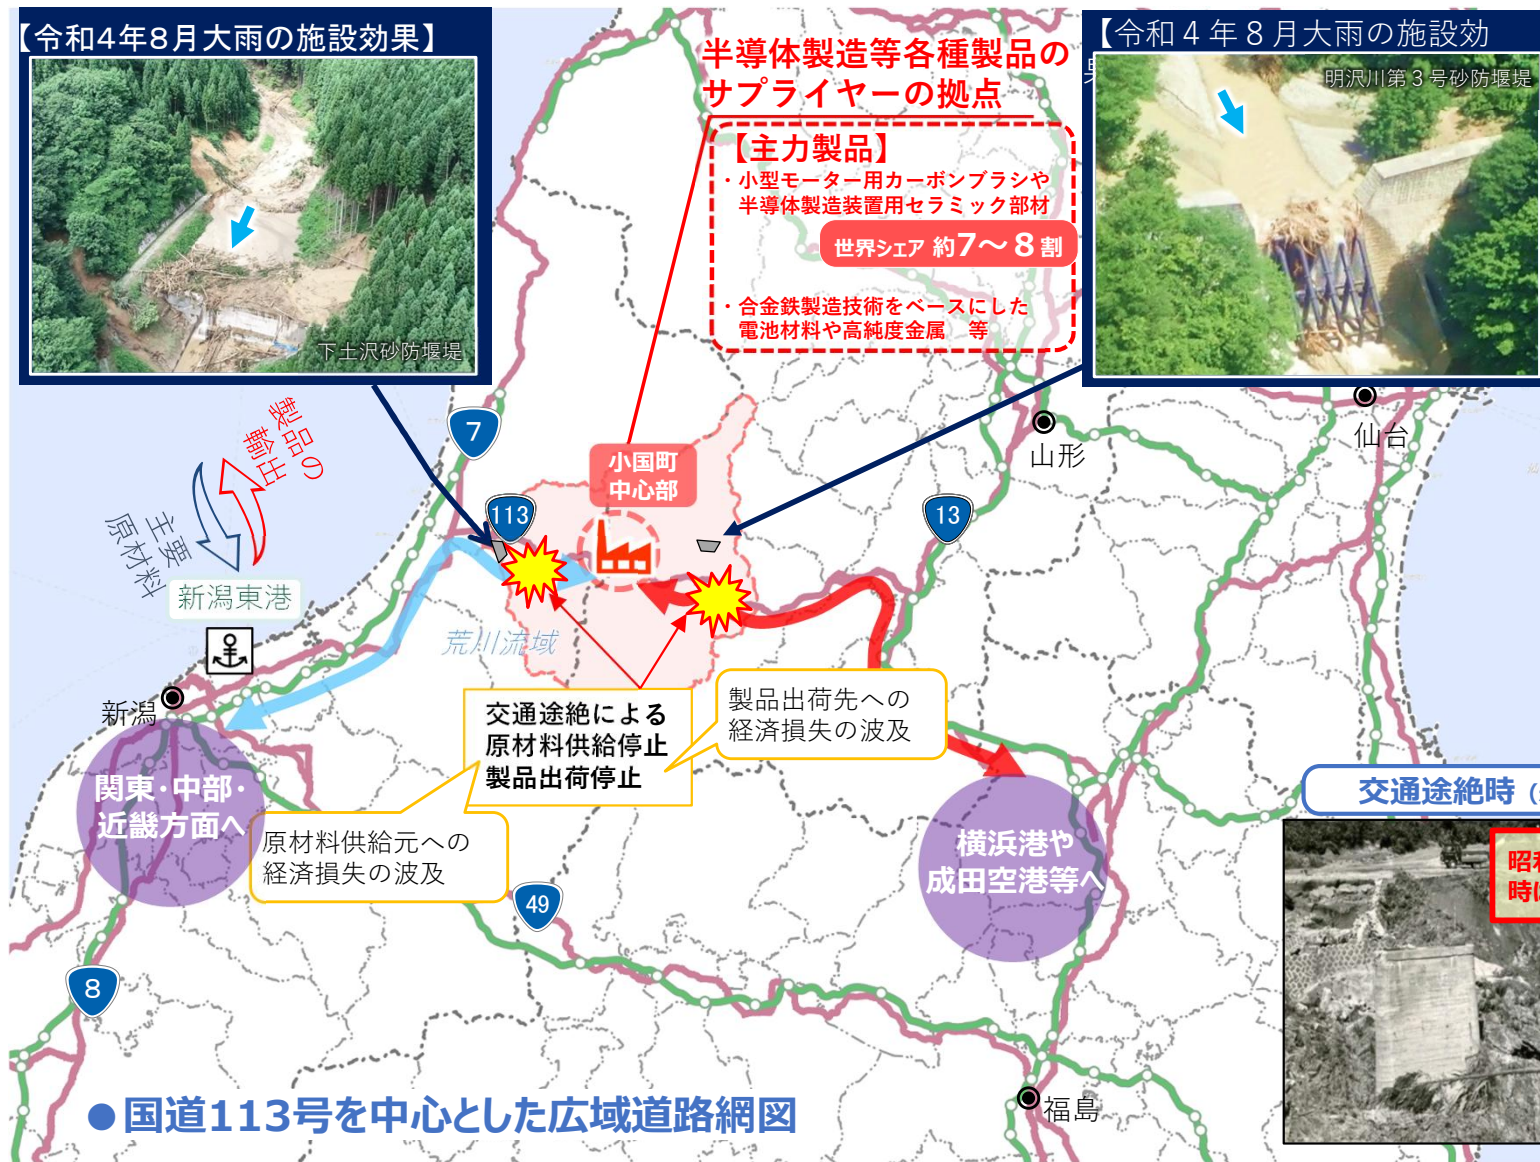 【令和4年8月大雨の施設効果】
下土沢砂防堰堤
半導体製造等各種製品の
サプライヤーの拠点
【主力製品】
・小型モーター用カーボンブラシや
半導体製造装置用セラミック部材
世界シェア 約7～8割
・合金鉄製造技術をベースにした
電池材料や高純度金属 等
【令和４年８月大雨の施設効
明沢川第３号砂防堰堤
7
113
13
小国町
中心部
山形
仙台
製品の
輸出
主要
原材料
新潟東港
荒川流域
新潟
交通途絶による
原材料供給停止
製品出荷停止
製品出荷先への
経済損失の波及
関東・中部・
近畿方面へ
原材料供給元への
経済損失の波及
横浜港や
成田空港等へ
交通途絶時
昭
時
49
8
福島
●国道113号を中心とした広域道路網図